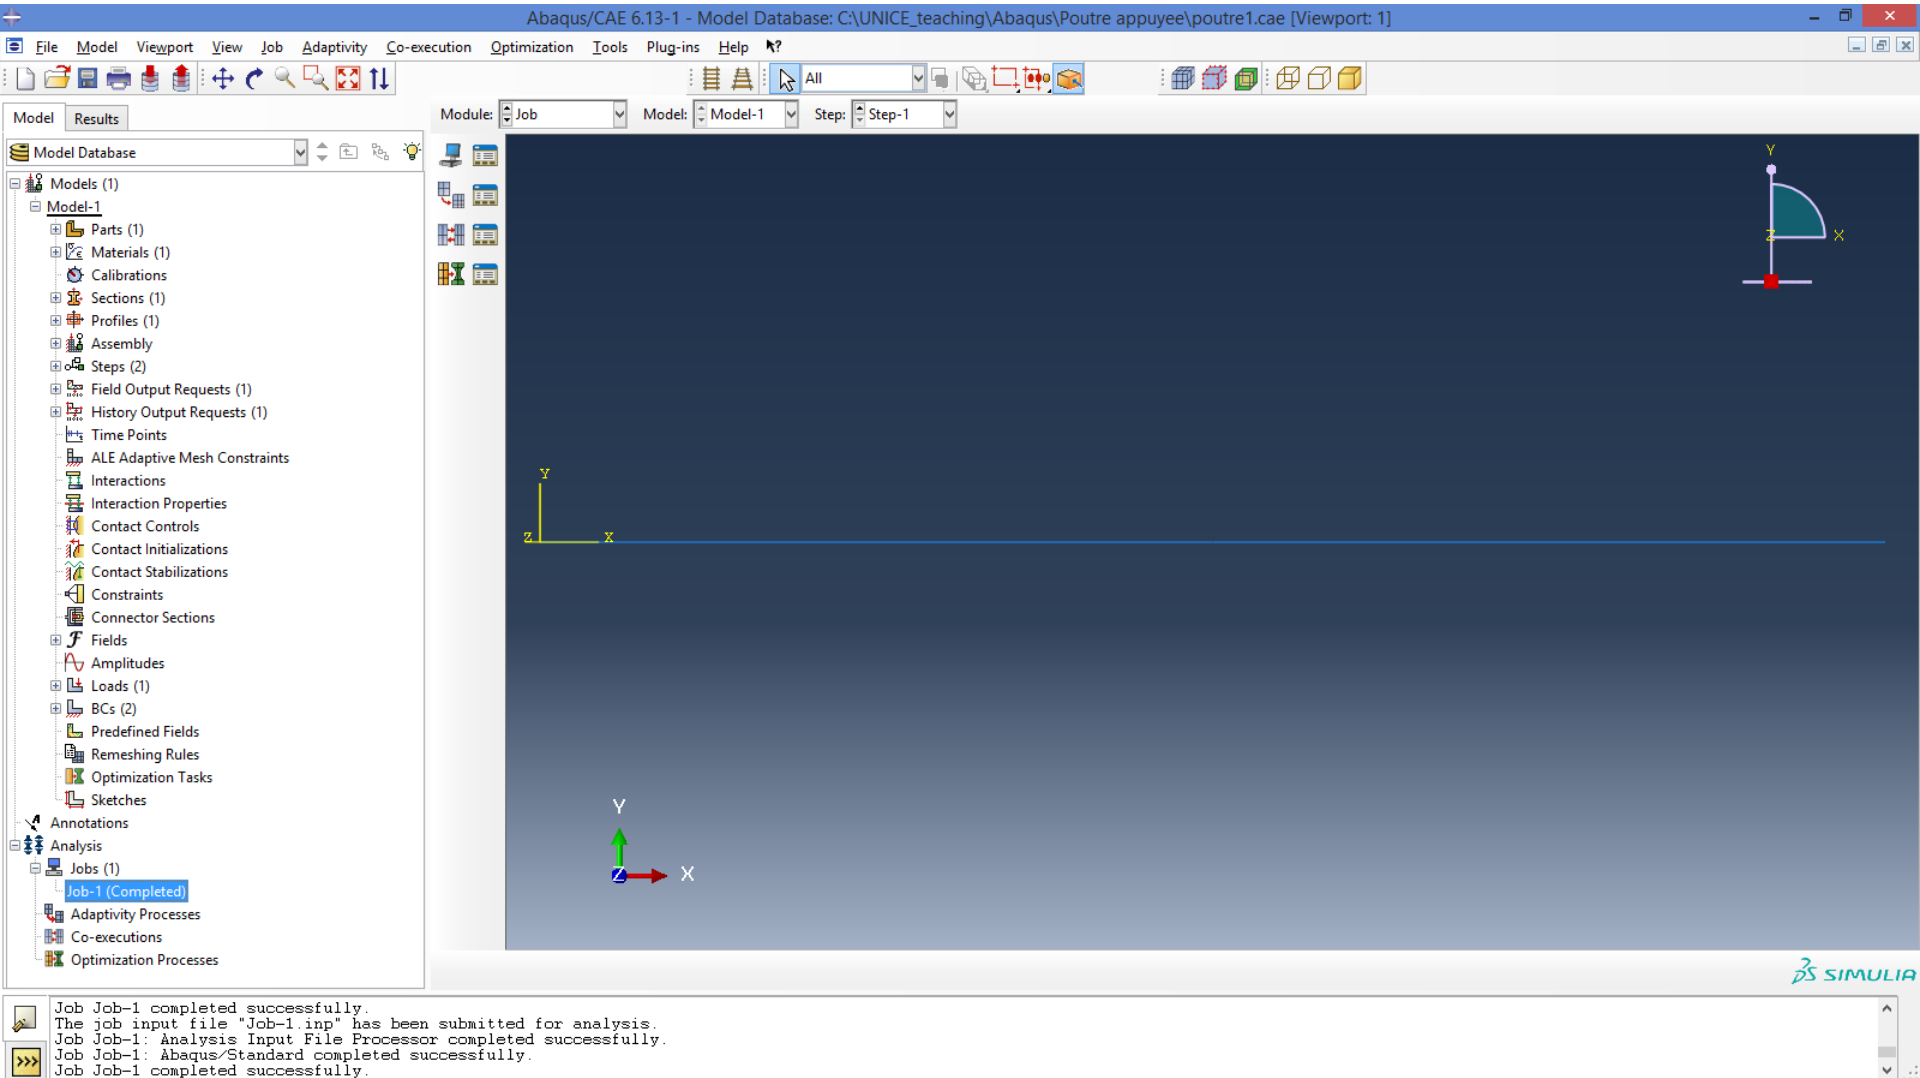 Abaqus/CAE 6.13-1 - Model Database: C:\UNICE_teaching\Abaqus\Poutre appuyee\poutre1.cae [Viewport: 1]
File Model Viewport View Job Adaptivity Co-execution Optimization Tools Plug-ins Help ?
All
Model Results
Module: Job Model: Model-1 Step: Step-1
Model Database
Models (1)
Model-1
Parts (1)
Materials (1)
Calibrations
Sections (1)
Profiles (1)
Assembly
Steps (2)
Field Output Requests (1)
History Output Requests (1)
Time Points
ALE Adaptive Mesh Constraints
Interactions
Interaction Properties
Contact Controls
Contact Initializations
Contact Stabilizations
Constraints
Connector Sections
Fields
Amplitudes
Loads (1)
BCs (2)
Predefined Fields
Remeshing Rules
Optimization Tasks
Sketches
Annotations
Analysis
Jobs (1)
Job-1 (Completed)
Adaptivity Processes
Co-executions
Optimization Processes
Y
Z X
Y
Z X
Y
Z X
SIMULIA
Job Job-1 completed successfully.
The job input file "Job-1.inp" has been submitted for analysis.
Job Job-1: Analysis Input File Processor completed successfully.
Job Job-1: Abaqus/Standard completed successfully.
Job Job-1 completed successfully.